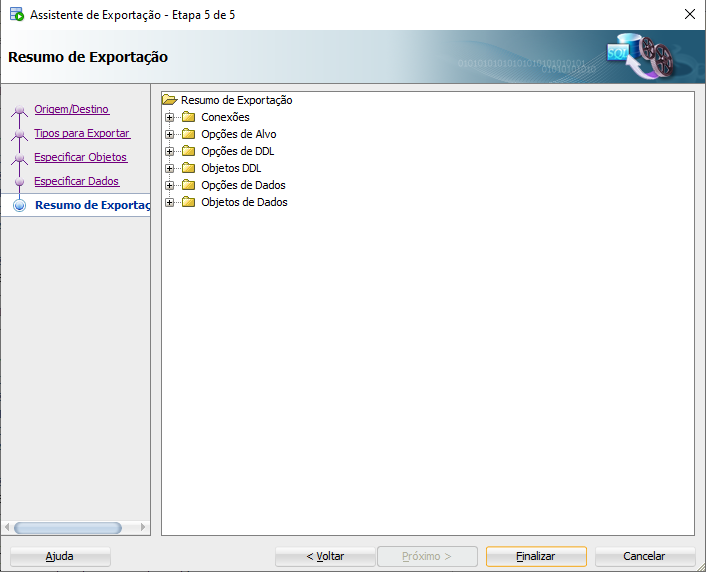 Assistente de Exportação - Etapa 5 de 5
Resumo de Exportação
010101010101010101010101
0101010101010
SQL
Origem/Destino
Tipos para Exportar
Especificar Objetos
Especificar Dados
Resumo de Exportaç
Resumo de Exportação
Conexões
Opções de Alvo
Opções de DDL
Objetos DDL
Opções de Dados
Objetos de Dados
Ajuda
< Voltar
Próximo >
Finalizar
Cancelar